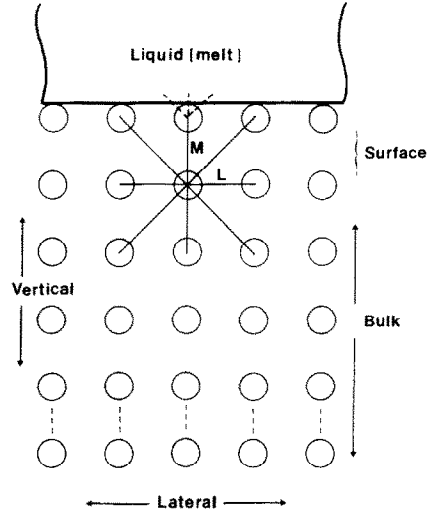 Liquid (melt)
M
Surface
L
Vertical
Bulk
Lateral